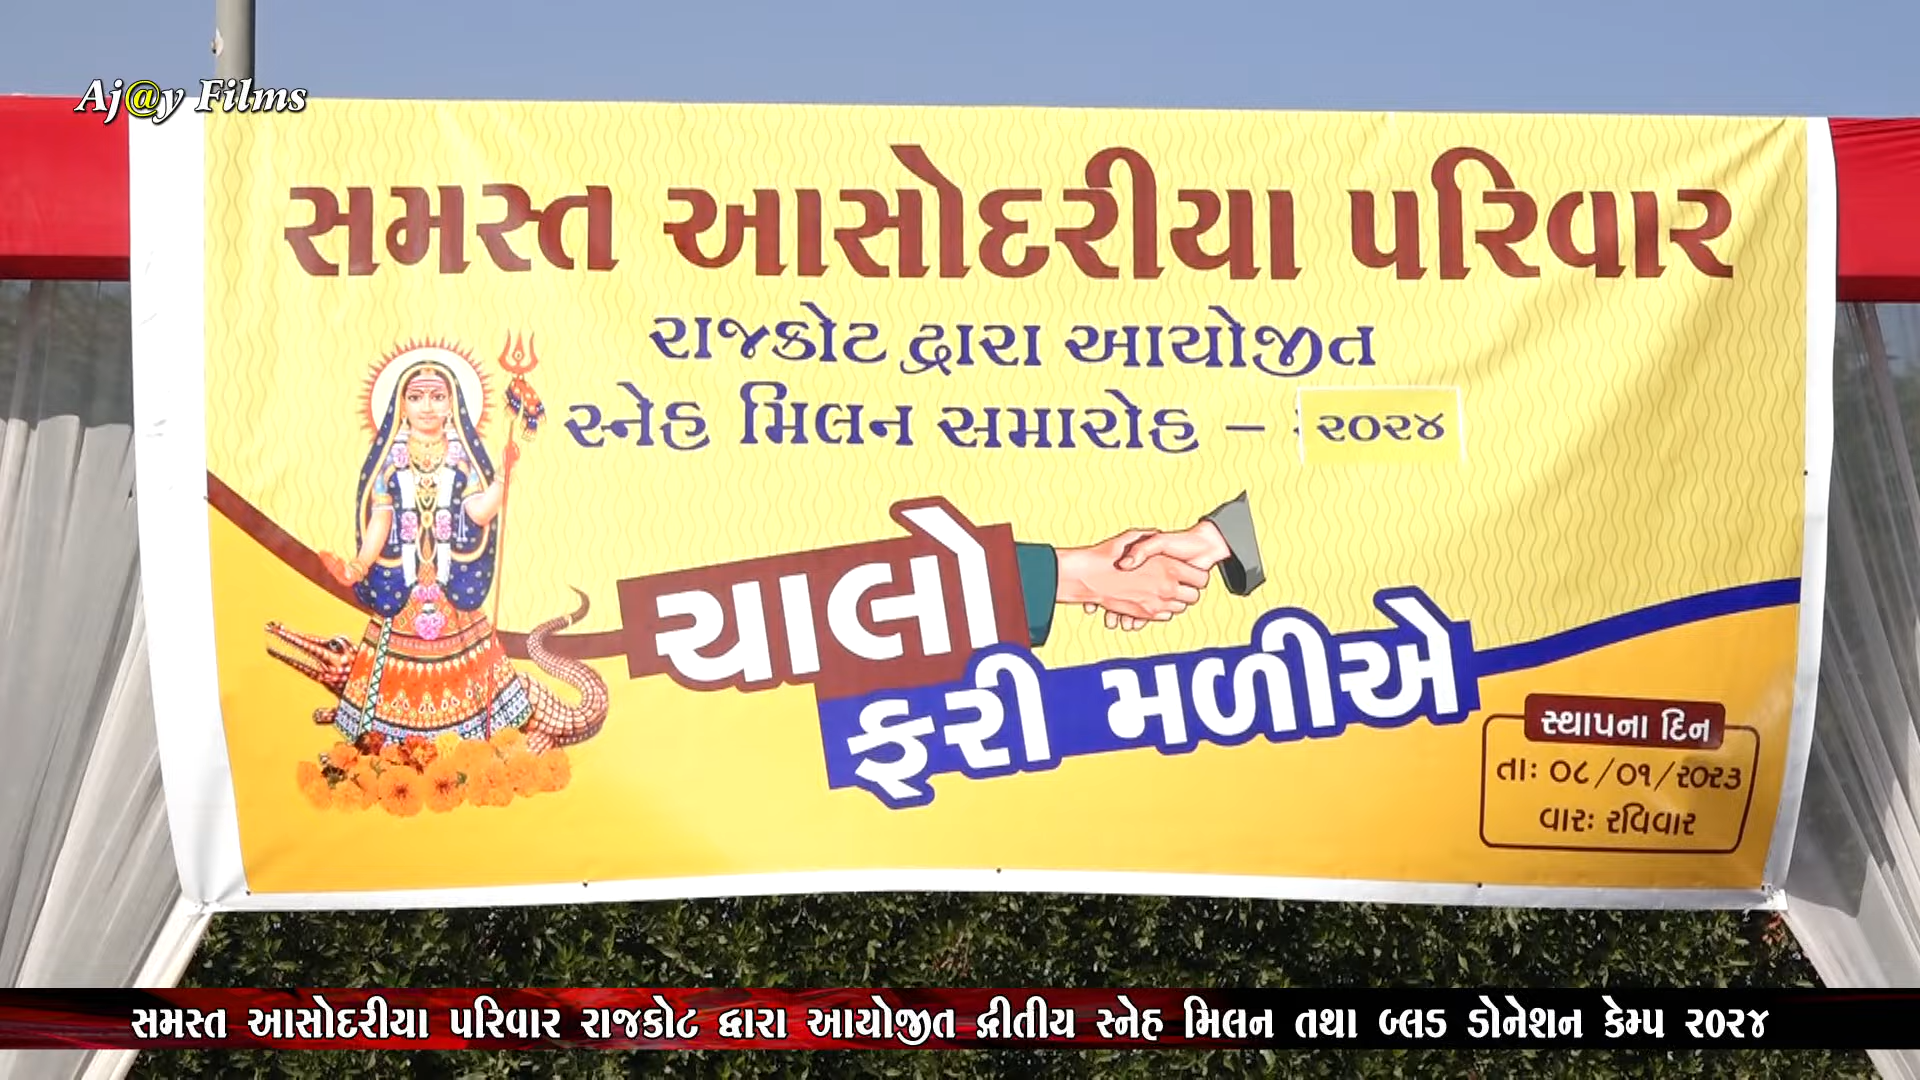 Aj@y Films
સમસ્ત આસોદરીયા પરિવાર
રાજકોટ દ્વારા આયોજીત
સ્નેહ મિલન સમારોહ – ૨૦૨૪
ચાલો
ફરી મળીએ
સ્થાપના દિન
તાઃ ૦૮/૦૧/૨૦૨૩
વારઃ રવિવાર
સમસ્ત આસોદરીયા પરિવાર રાજકોટ દ્વારા આયોજીત દ્વીતીય સ્નેહ મિલન તથા બ્લડ ડોનેશન કેમ્પ ૨૦૨૪